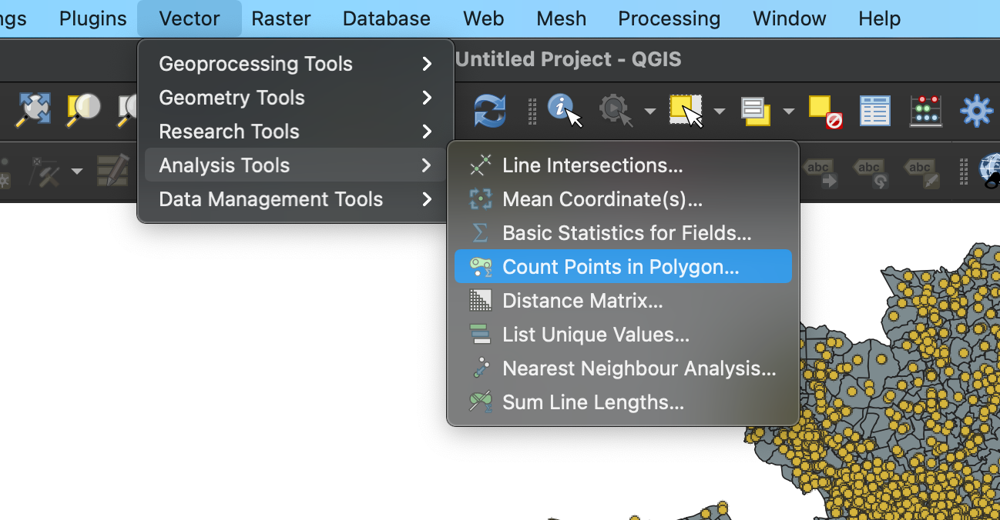 ngs Plugins Vector Raster Database Web Mesh Processing Window Help
Untitled Project - QGIS
Geoprocessing Tools
Geometry Tools
Research Tools
Analysis Tools
Data Management Tools
abc abc abc
Line Intersections...
Mean Coordinate(s)...
Basic Statistics for Fields...
Count Points in Polygon...
Distance Matrix...
List Unique Values...
Nearest Neighbour Analysis...
Sum Line Lengths...